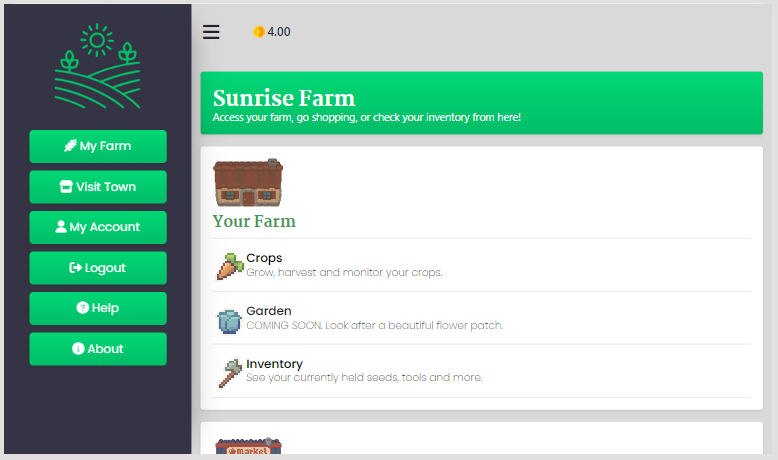 4.00
My Farm
Visit Town
My Account
Logout
Help
About
Sunrise Farm
Access your farm, go shopping, or check your inventory from here!
Your Farm
Crops
Grow, harvest and monitor your crops.
Garden
COMING SOON. Look after a beautiful flower patch.
Inventory
See your currently held seeds, tools and more.
market